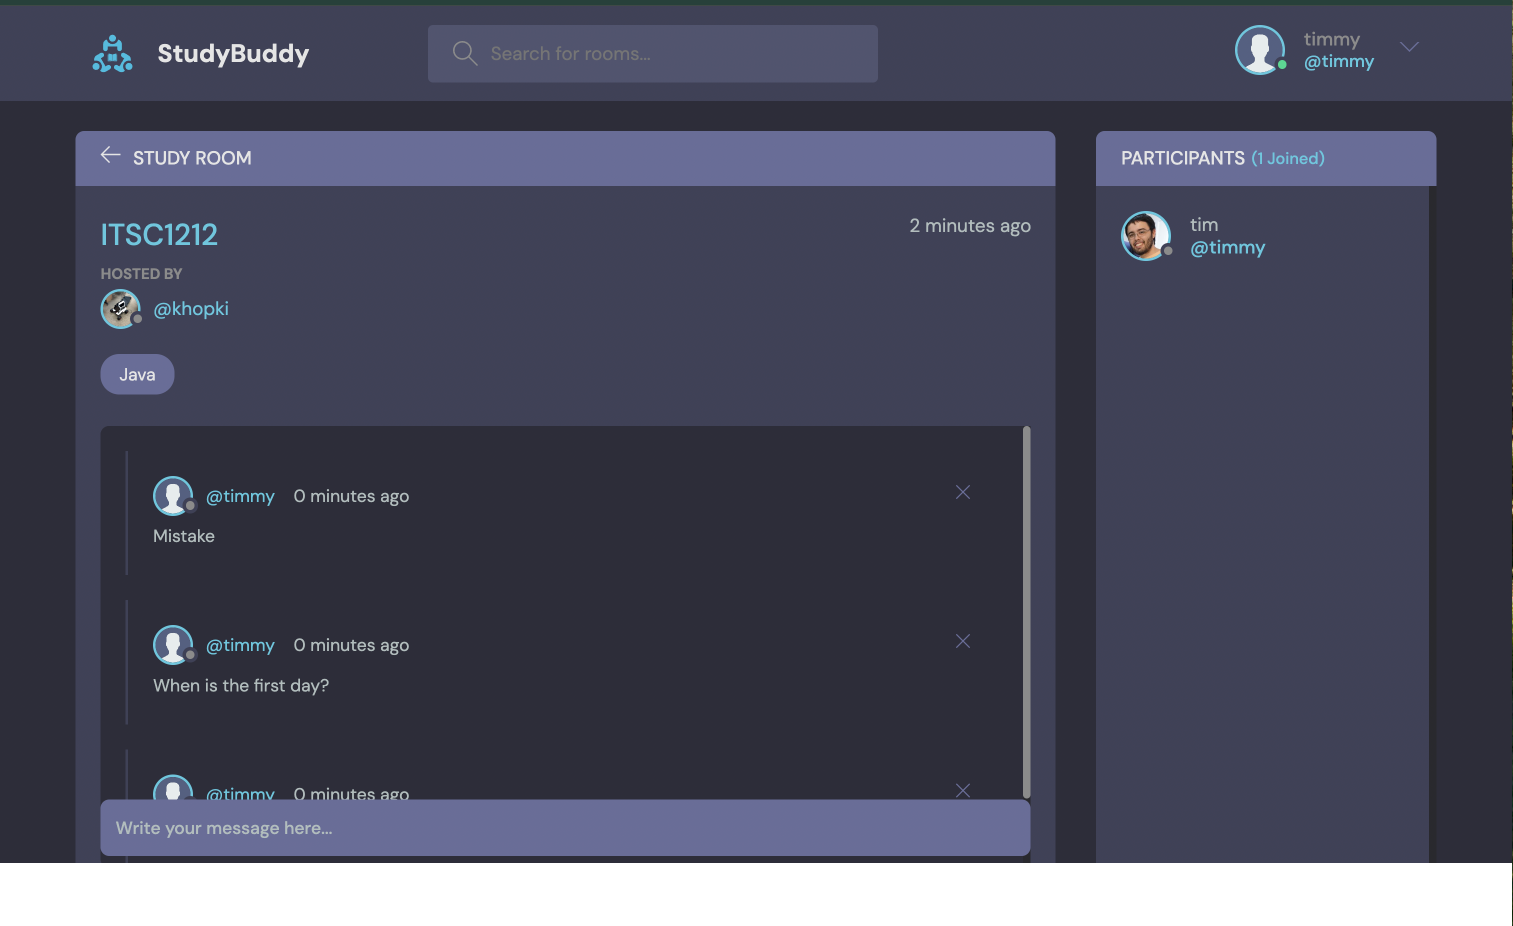 StudyBuddy
Search for rooms...
timmy
@timmy
STUDY ROOM
ITSC1212
2 minutes ago
HOSTED BY
@khopki
Java
@timmy 0 minutes ago
Mistake
@timmy 0 minutes ago
When is the first day?
@timmy 0 minutes ago
Write your message here...
PARTICIPANTS (1 Joined)
tim
@timmy